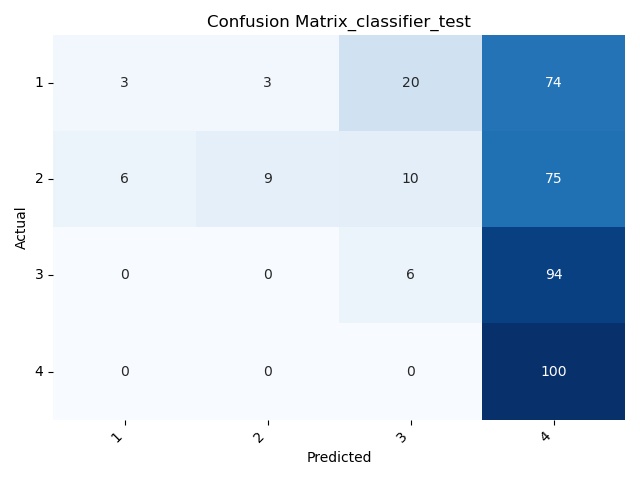 Confusion Matrix_classifier_test
1 3 3 20 74
2 6 9 10 75
3 0 0 6 94
4 0 0 0 100
Actual
1 2 3 4
Predicted